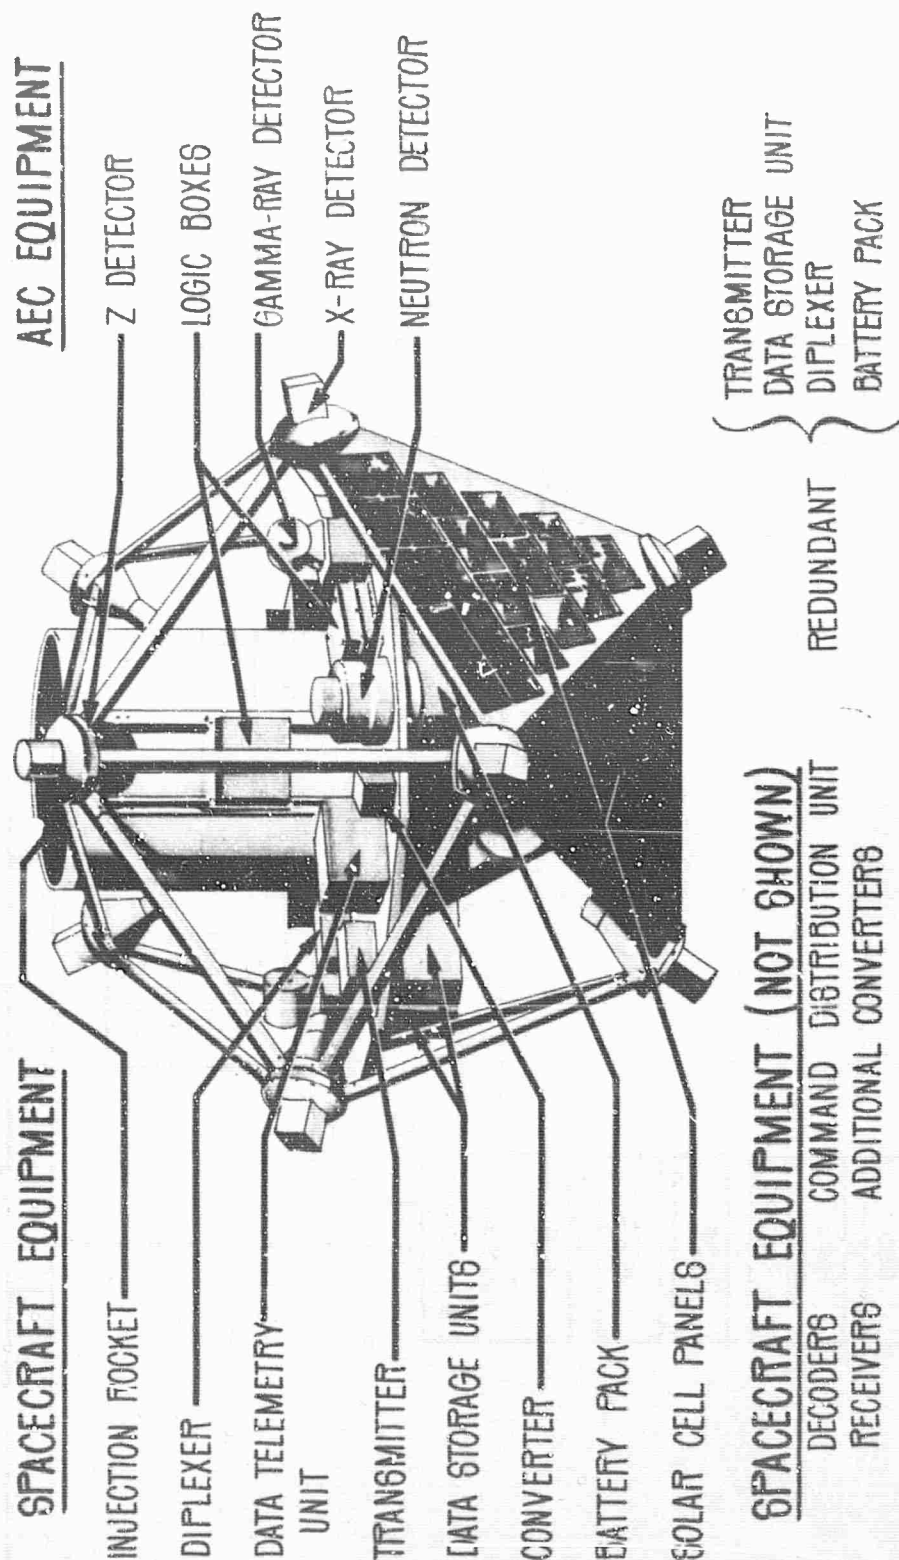 SPACECRAFT EQUIPMENT
INJECTION ROCKET
DIPLEXER
DATA TELEMETRY
UNIT
TRANSMITTER
DATA STORAGE UNITS
CONVERTER
BATTERY PACK
SOLAR CELL PANELS
AEC EQUIPMENT
Z DETECTOR
LOGIC BOXES
GAMMA-RAY DETECTOR
X-RAY DETECTOR
NEUTRON DETECTOR
SPACECRAFT EQUIPMENT (NOT SHOWN)
DECODERS
RECEIVERS
COMMAND DISTRIBUTION UNIT
ADDITIONAL CONVERTERS
REDUNDANT
TRANSMITTER
DATA STORAGE UNIT
DIPLEXER
BATTERY PACK